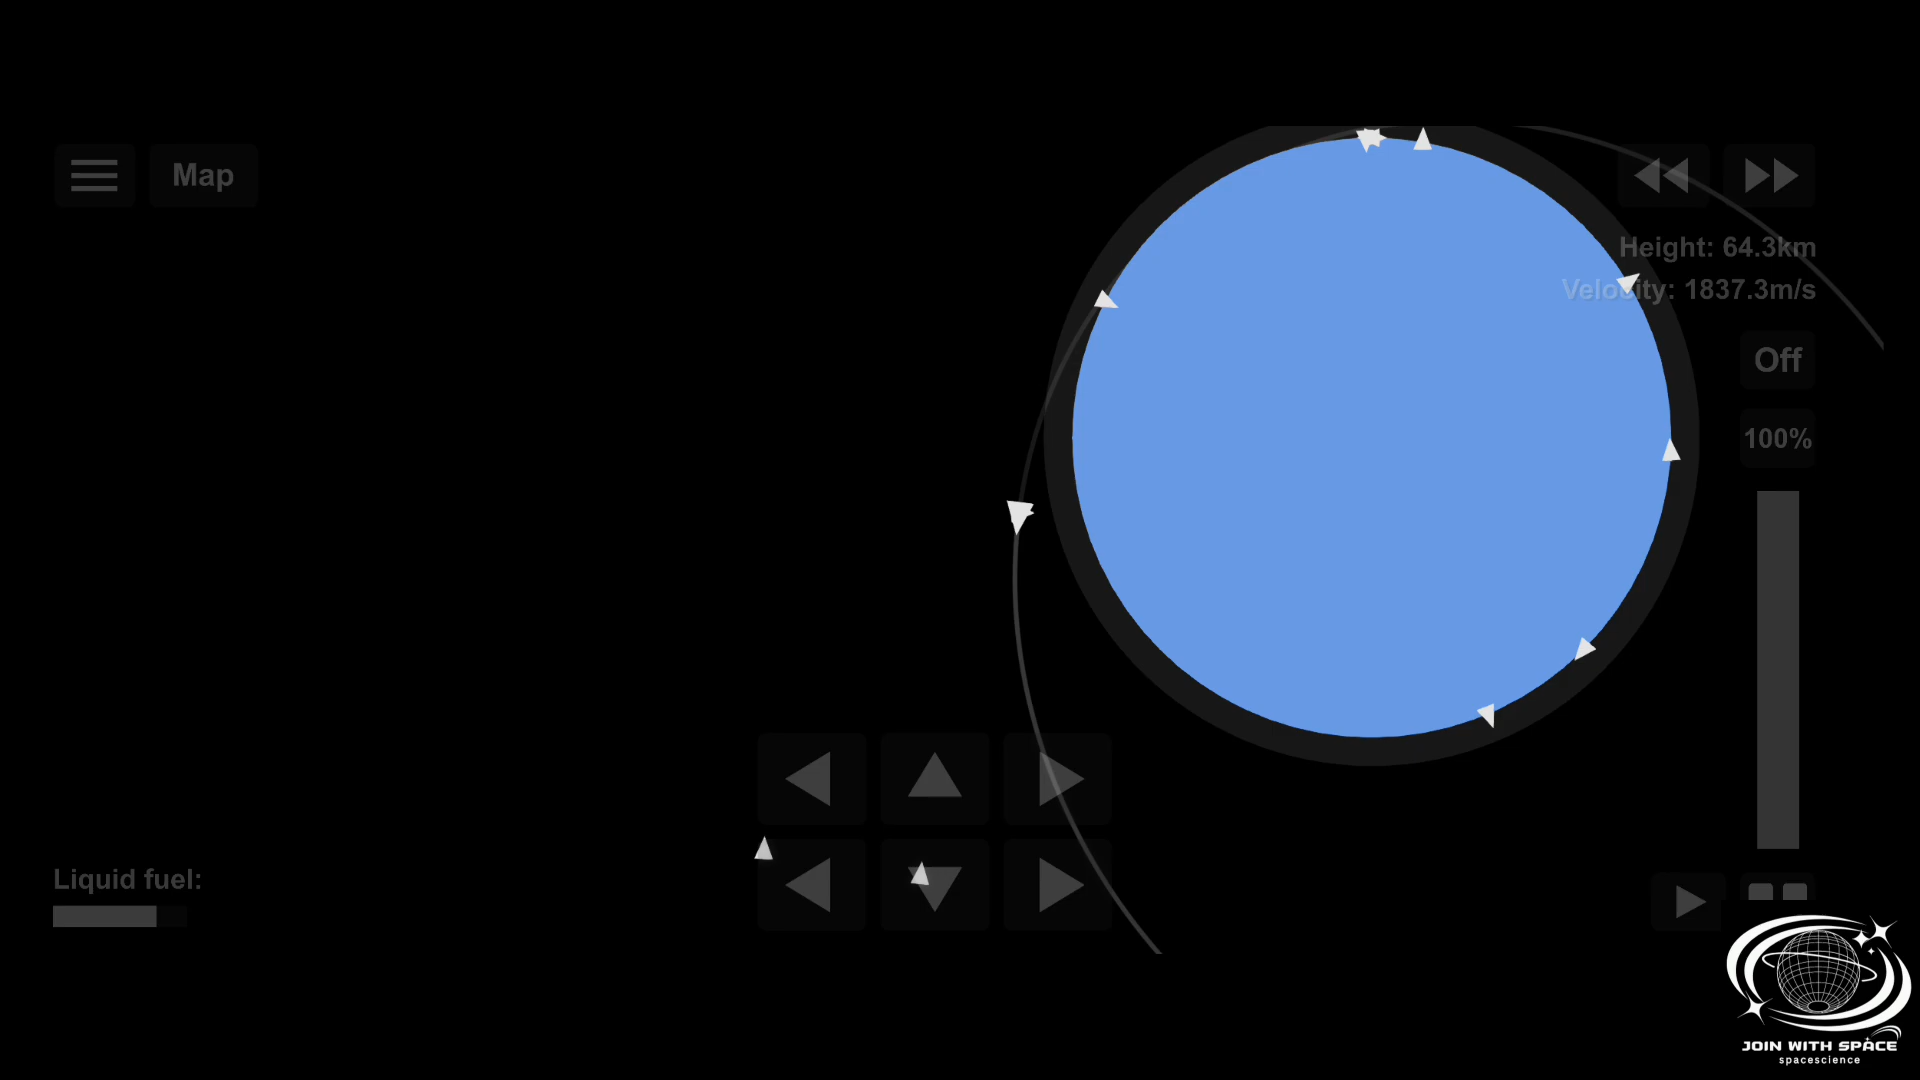 Map
Height: 64.3km
Velocity: 1837.3m/s
Off
100%
Liquid fuel:
JOIN WITH SPACE
spacescience